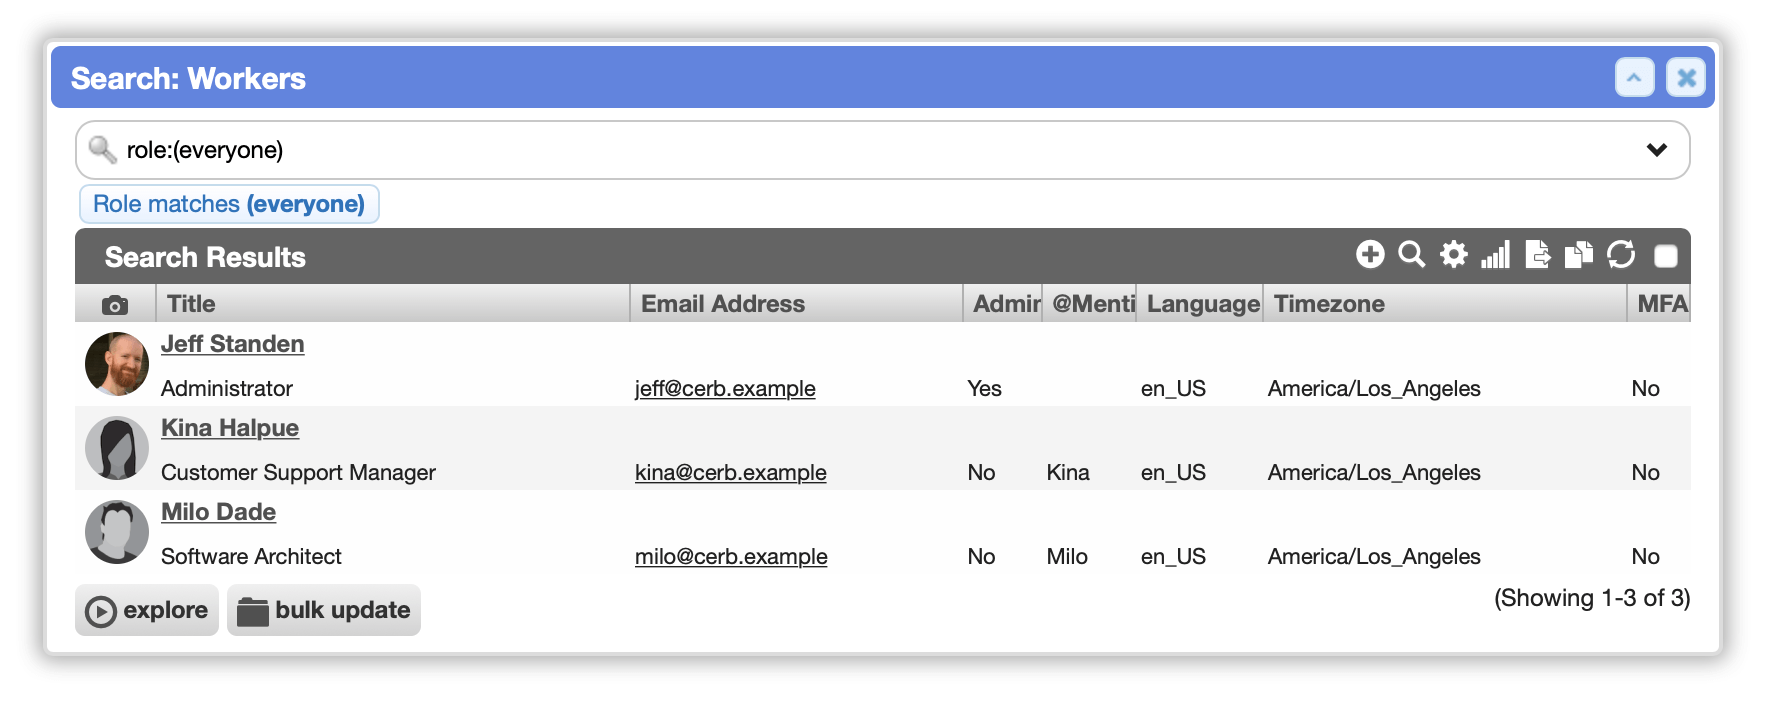 Search: Workers
role:(everyone)
Role matches (everyone)
Search Results
Title Email Address Admin @Menti Language Timezone MFA
Jeff Standen
Administrator jeff@cerb.example Yes en_US America/Los_Angeles No
Kina Halpue
Customer Support Manager kina@cerb.example No Kina en_US America/Los_Angeles No
Milo Dade
Software Architect milo@cerb.example No Milo en_US America/Los_Angeles No
explore bulk update (Showing 1-3 of 3)